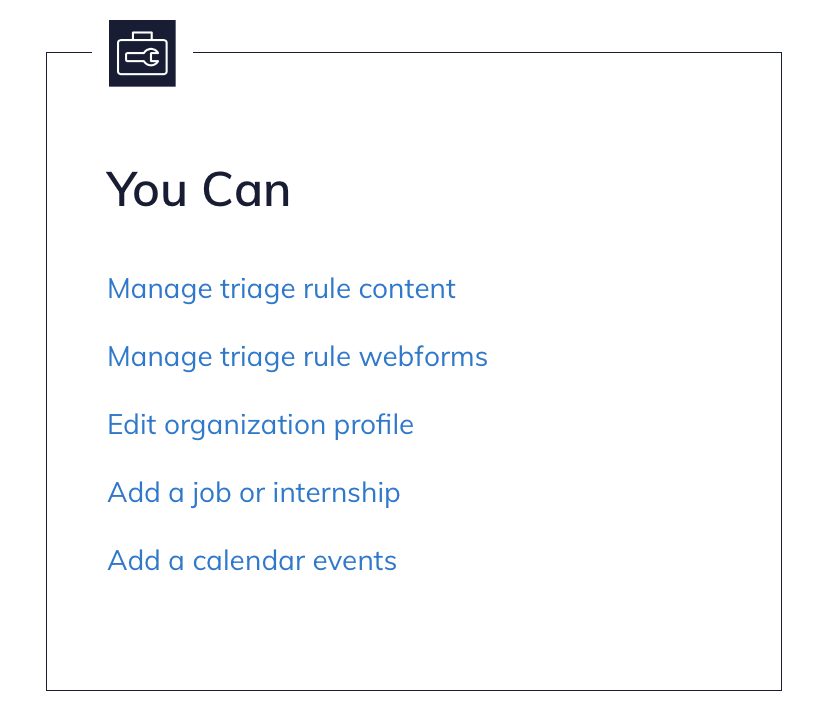 You Can
Manage triage rule content
Manage triage rule webforms
Edit organization profile
Add a job or internship
Add a calendar events